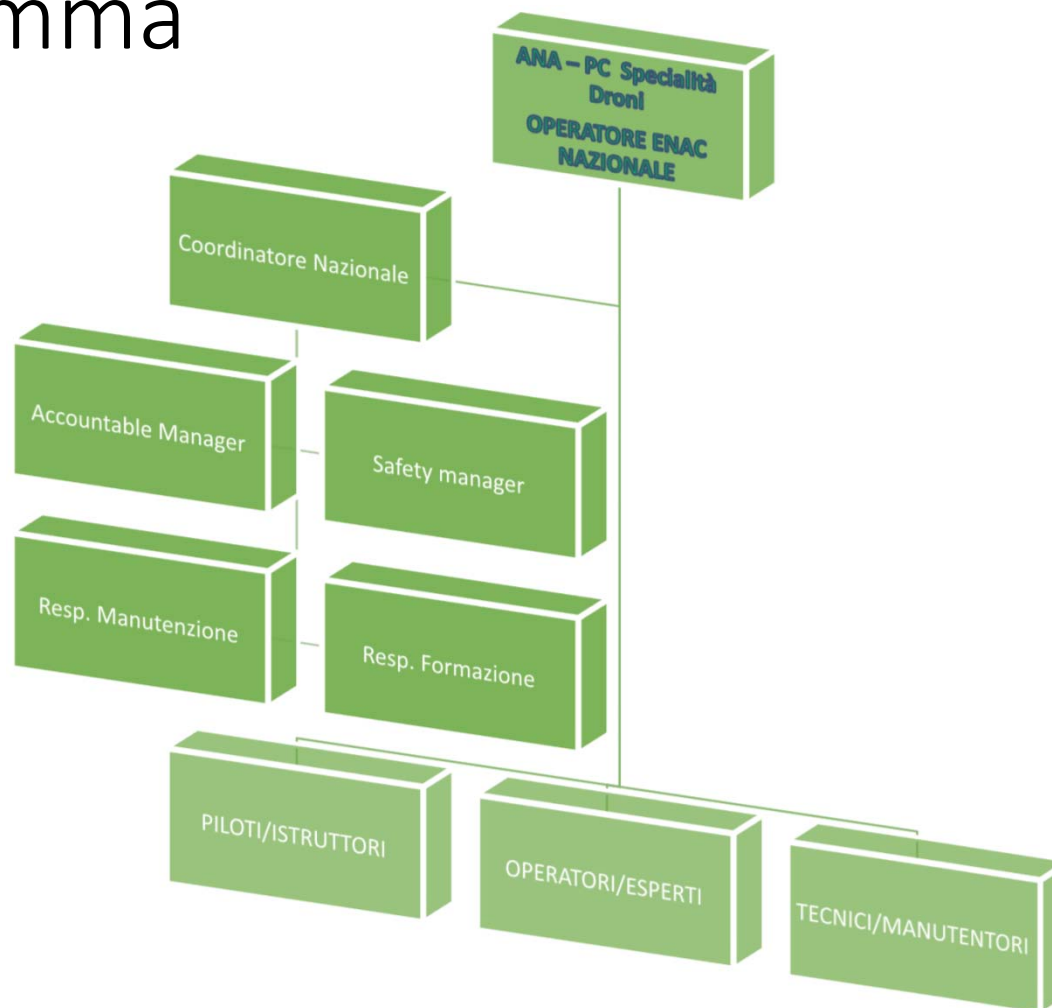 mma
ANA – PC Specialità
Droni
OPERATORE ENAC
NAZIONALE
Coordinatore Nazionale
Accountable Manager
Safety manager
Resp. Manutenzione
Resp. Formazione
PILOTI/ISTRUTTORI
OPERATORI/ESPERTI
TECNICI/MANUTENTORI